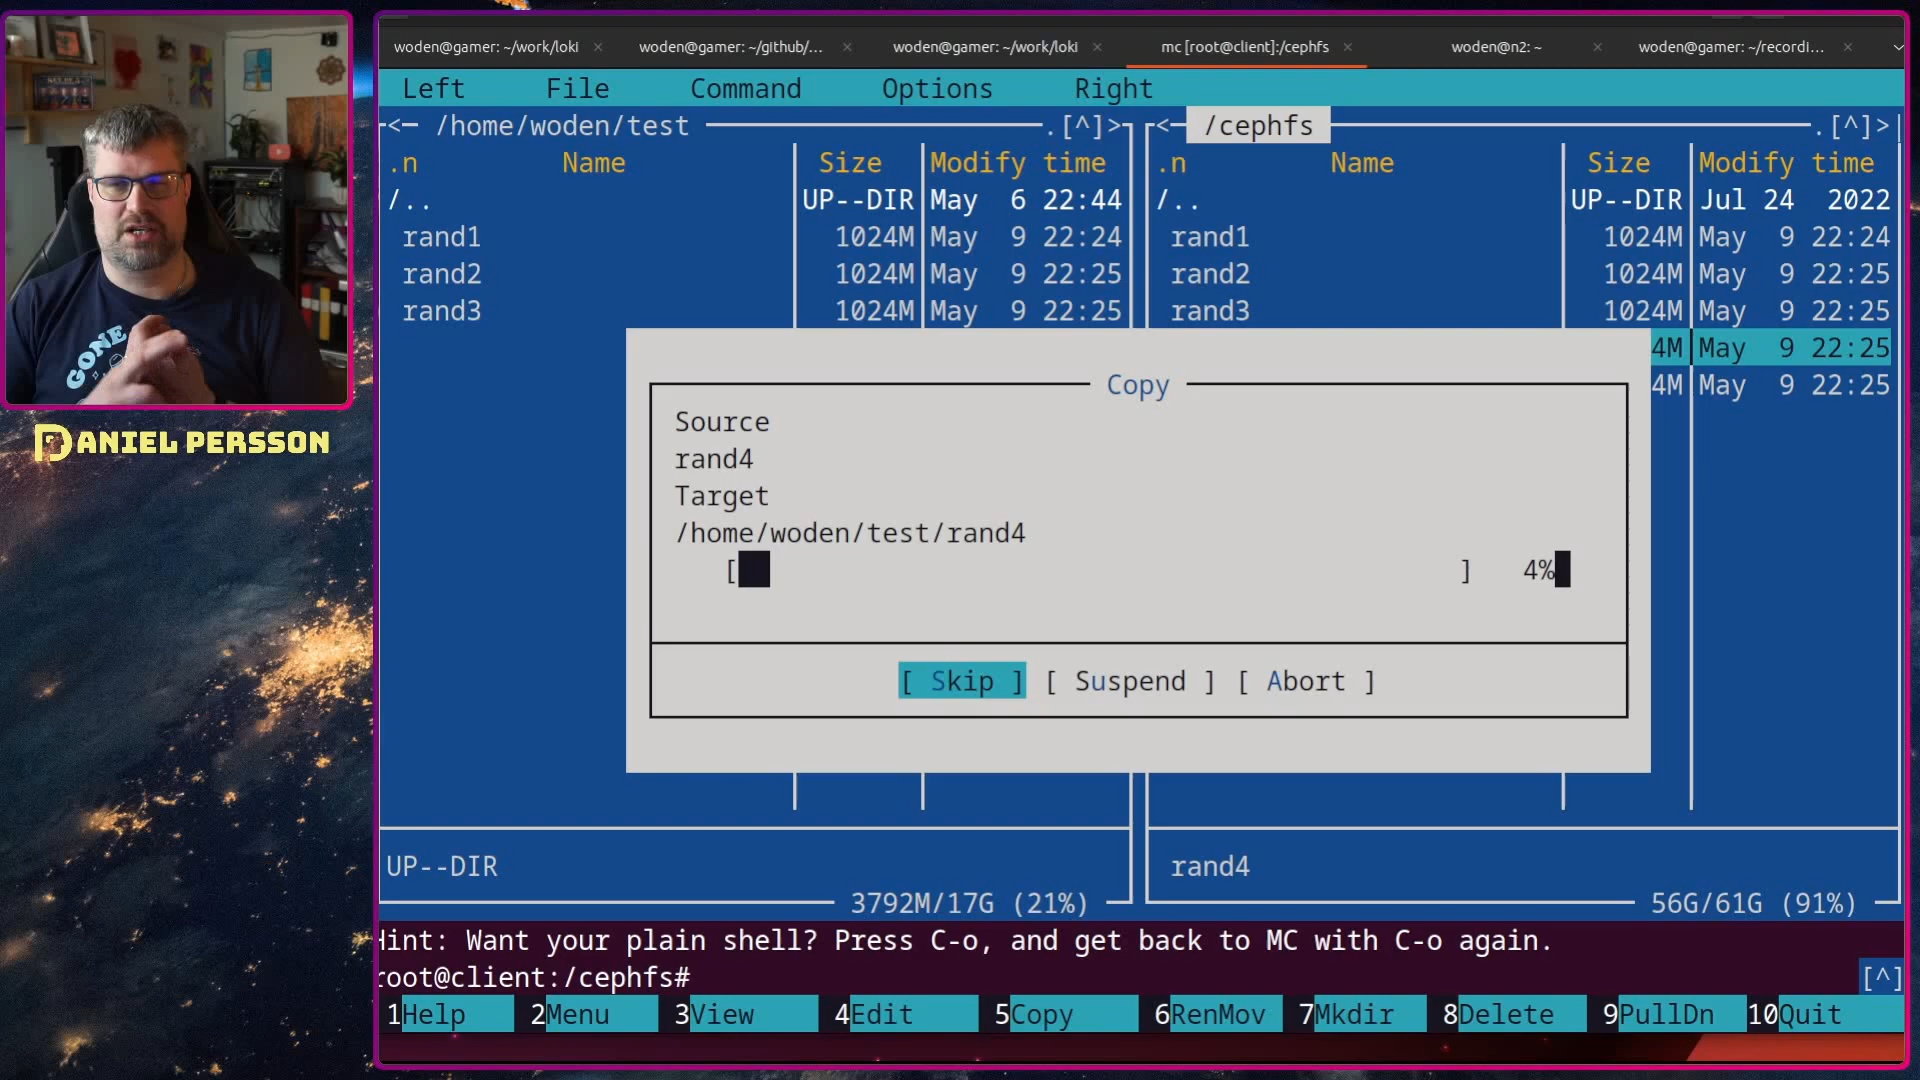 woden@gamer: ~/work/loki × woden@gamer: ~/github/... × woden@gamer: ~/work/loki × mc [root@client]:/cephfs × woden@n2: ~ × woden@gamer: ~/recordi... ×
Left File Command Options Right
<─ /home/woden/test .[^]> <─ /cephfs .[^]>
.n Name Size Modify time .n Name Size Modify time
/.. UP--DIR May 6 22:44 /.. UP--DIR Jul 24 2022
rand1 1024M May 9 22:24 rand1 1024M May 9 22:24
rand2 1024M May 9 22:25 rand2 1024M May 9 22:25
rand3 1024M May 9 22:25 rand3 1024M May 9 22:25
4M May 9 22:25
4M May 9 22:25
Copy
Source
rand4
Target
/home/woden/test/rand4
[ ] 4%
[ Skip ] [ Suspend ] [ Abort ]
UP--DIR rand4
3792M/17G (21%) 56G/61G (91%)
Hint: Want your plain shell? Press C-o, and get back to MC with C-o again.
root@client:/cephfs# [^]
1Help 2Menu 3View 4Edit 5Copy 6RenMov 7Mkdir 8Delete 9PullDn 10Quit
DANIEL PERSSON
GONE